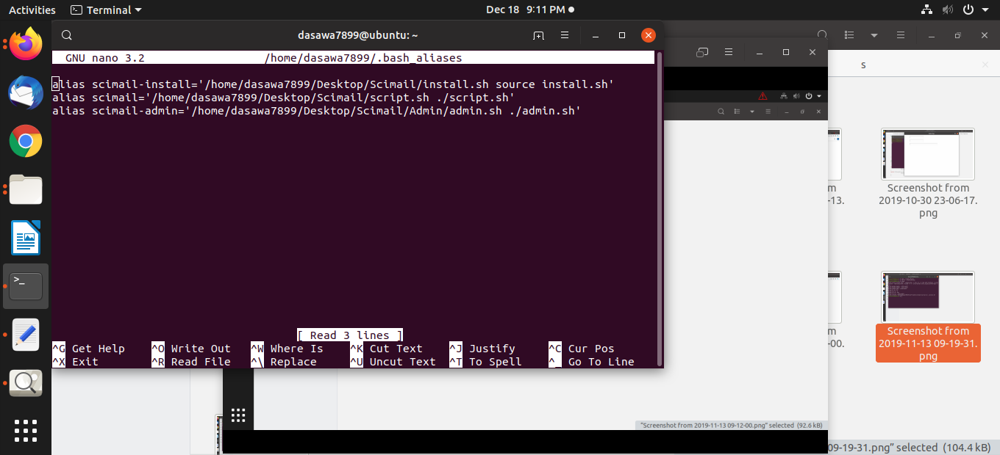 Activities Terminal Dec 18 9:11 PM
dasawa7899@ubuntu: ~
GNU nano 3.2 /home/dasawa7899/.bash_aliases
alias scimail-install='/home/dasawa7899/Desktop/Scimail/install.sh source install.sh'
alias scimail='/home/dasawa7899/Desktop/Scimail/script.sh ./script.sh'
alias scimail-admin='/home/dasawa7899/Desktop/Scimail/Admin/admin.sh ./admin.sh'
[ Read 3 lines ]
^G Get Help ^O Write Out ^W Where Is ^K Cut Text ^J Justify ^C Cur Pos
^X Exit ^R Read File ^\ Replace ^U Uncut Text ^T To Spell ^_ Go To Line
s
m
-13.
Screenshot from
2019-10-30 23-06-17.
png
m
-00.
Screenshot from
2019-11-13 09-19-31.
png
"Screenshot from 2019-11-13 09-12-00.png" selected (92.6 kB)
09-19-31.png" selected (104.4 kB)